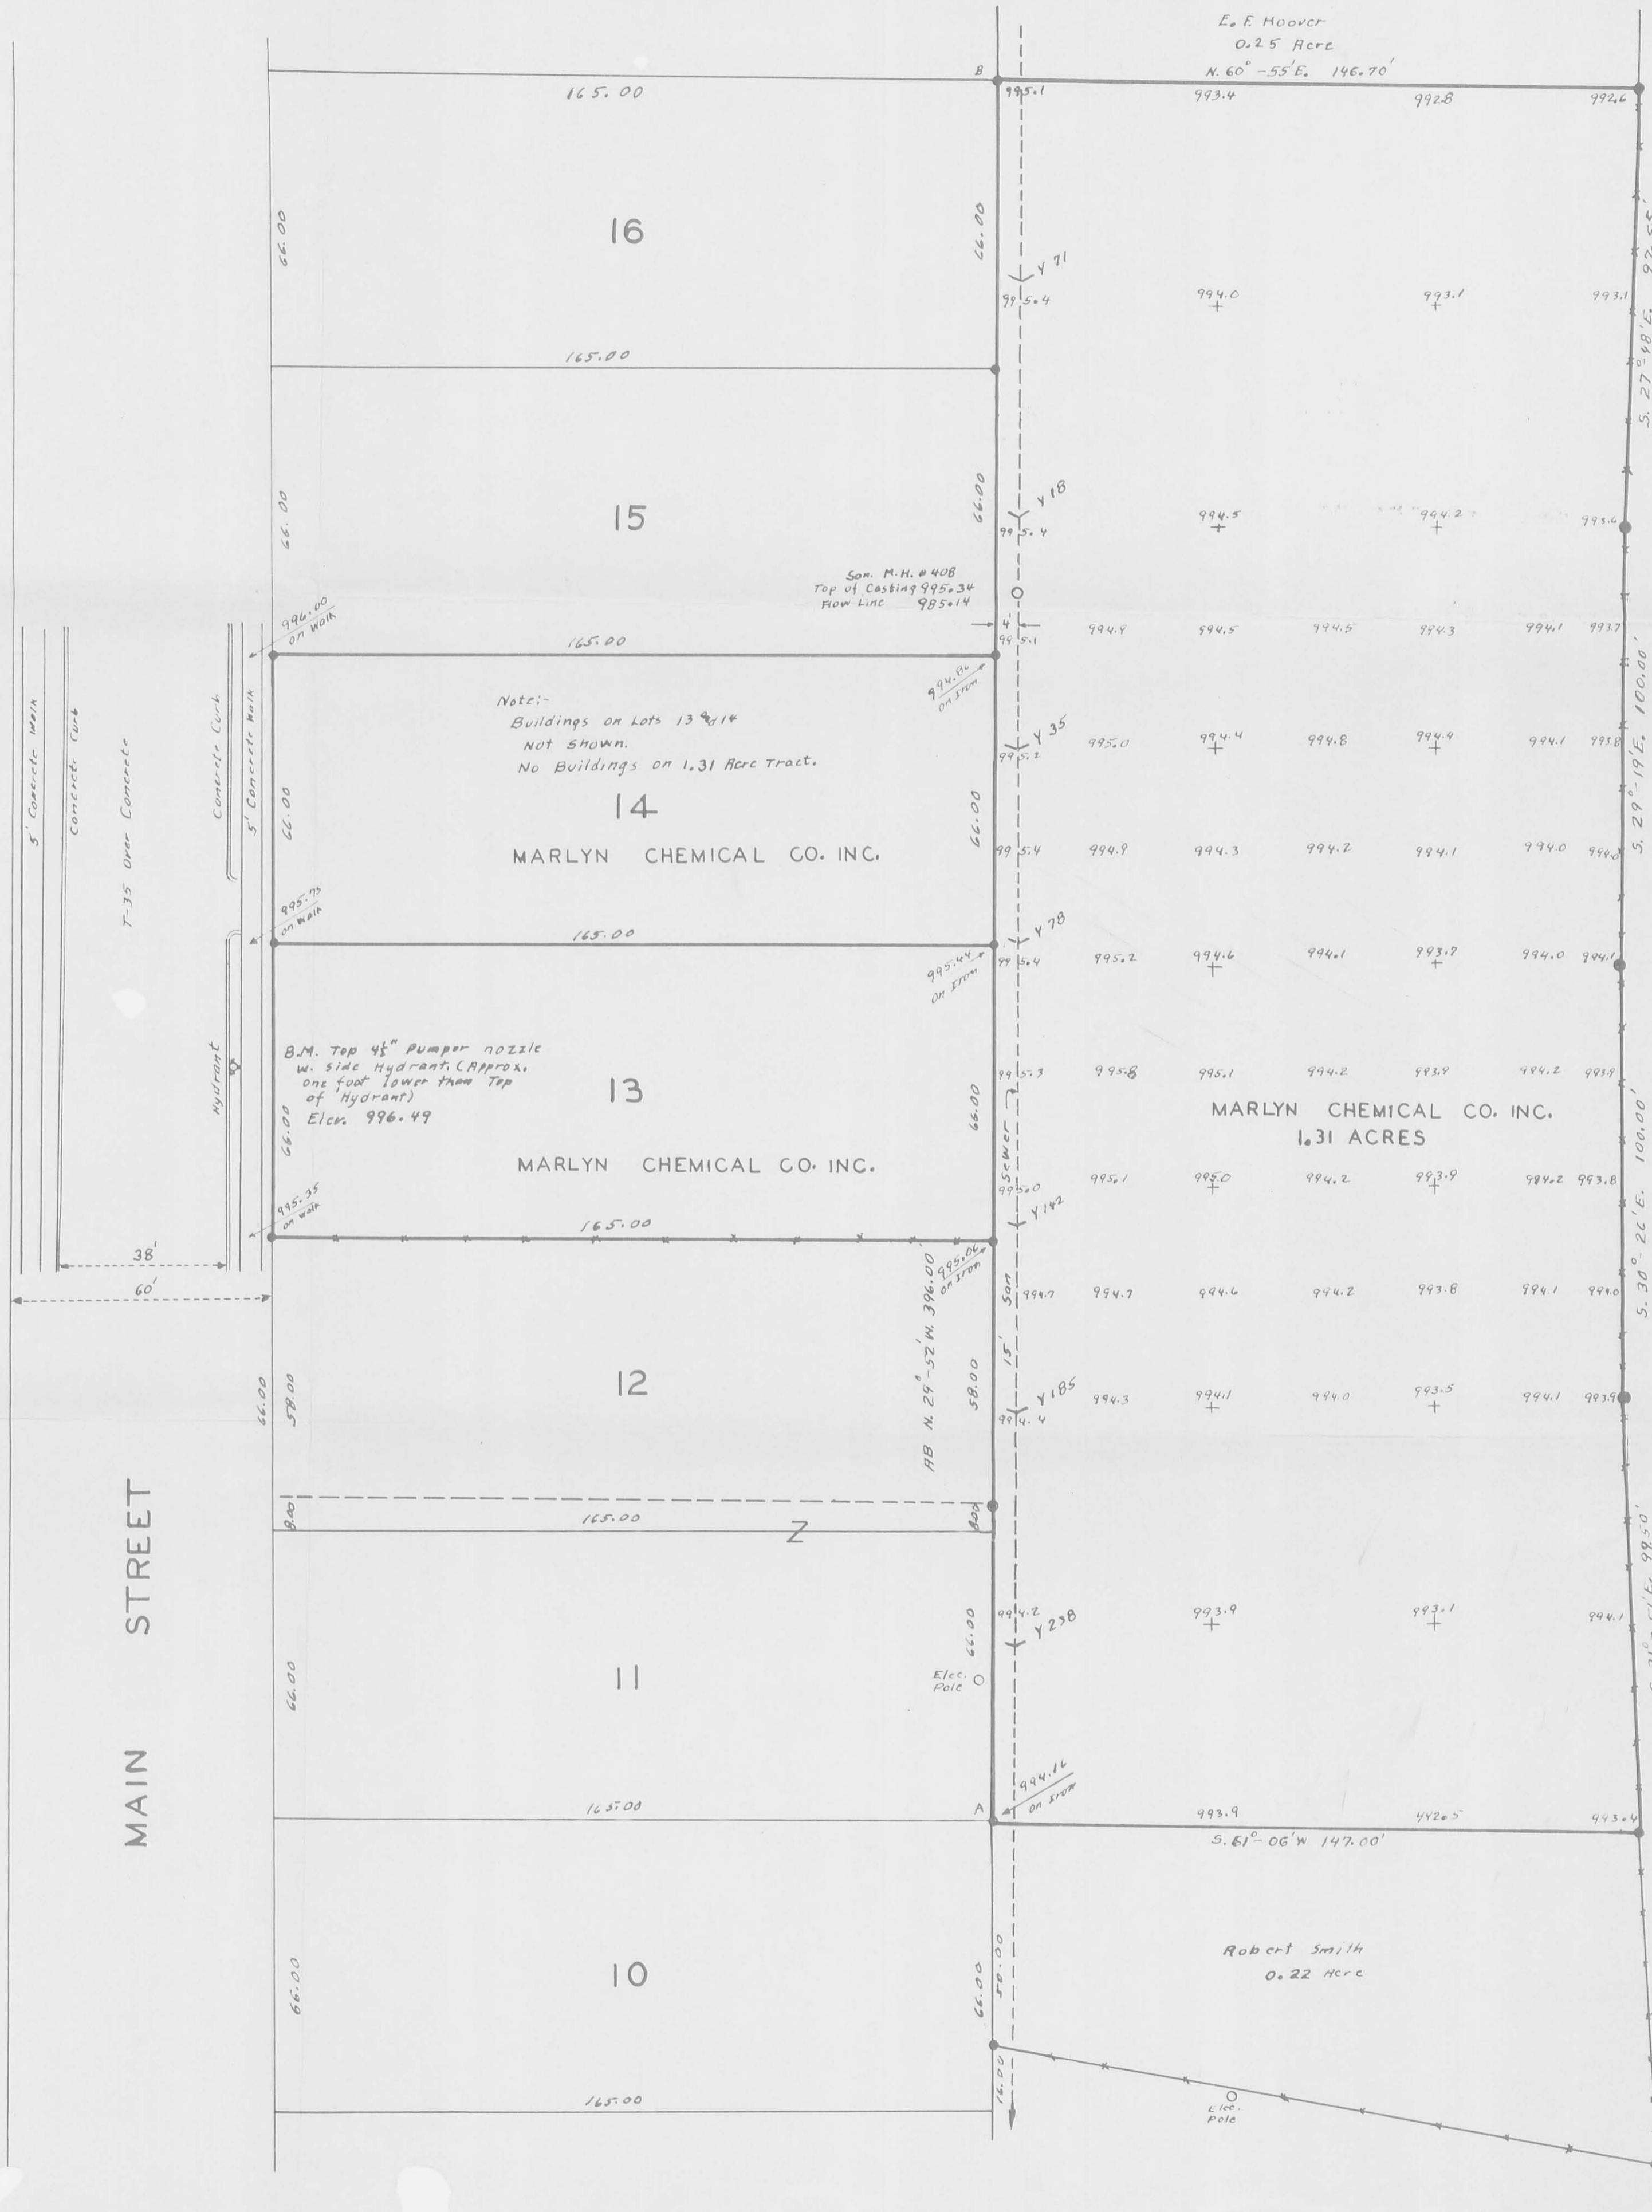 E. F. Hoover
0.25 Acre
N. 60° -55'E. 146.70'
B
165.00
995.1 993.4 992.8 992.6
66.00
16
66.00
Y 71
995.4 994.0 993.1 993.1
S. 27°-48'E.
165.00
66.00
15
66.00
Y 18
995.4 994.5 994.2 993.6
San. M.H. #408
Top of Casting 995.34
Flow Line 985.14
4'
995.1 994.9 994.5 994.5 994.3 994.1 993.7
996.00
on Walk
165.00
994.86
on Iron
Note:-
Buildings on Lots 13 and 14
Not Shown.
No Buildings on 1.31 Acre Tract.
66.00
14
66.00
MARLYN CHEMICAL CO. INC.
Y 35
995.2 995.0 994.4 994.8 994.9 994.1 993.8
S. 29°-19'E. 100.00'
995.4 994.9 994.3 994.2 994.1 994.0 994.0
5' Concrete Walk
Concrete Curb
T-35 Over Concrete
Concrete Curb
5' Concrete Walk
995.75
on Walk
165.00
995.44
on Iron
Y 78
995.4 995.2 994.6 994.1 993.7 994.0 994.1
Hydrant
B.M. Top 4½" Pumper nozzle
W. side Hydrant. (Approx.
one foot lower than Top
of Hydrant)
Elev. 996.49
66.00
13
66.00
MARLYN CHEMICAL CO. INC.
995.3 995.8 995.1 994.2 993.9 994.2 993.9
MARLYN CHEMICAL CO. INC.
1.31 ACRES
S. 30°-26'E. 100.00'
15' San Sewer
995.0 995.1 995.0 994.2 993.9 994.2 993.8
Y 142
995.35
on Walk
165.00
995.06
on Iron
38'
60'
994.7 994.7 994.6 994.2 993.8 994.1 994.0
AB N. 29°-52'W. 396.00'
66.00
58.00
12
58.00
Y 185
994.4 994.3 994.1 994.0 993.5 994.1 993.9
8.00
165.00
Z
8.00
MAIN STREET
994.2 993.9 993.1 994.1
Y 238
66.00
11
66.00
Elec.
Pole
994.16
on Iron
165.00
A
993.9 992.5 993.4
S. 61°-06'W 147.00'
66.00
10
66.00
50.00
Robert Smith
0.22 Acre
16.00
165.00
Elec.
Pole